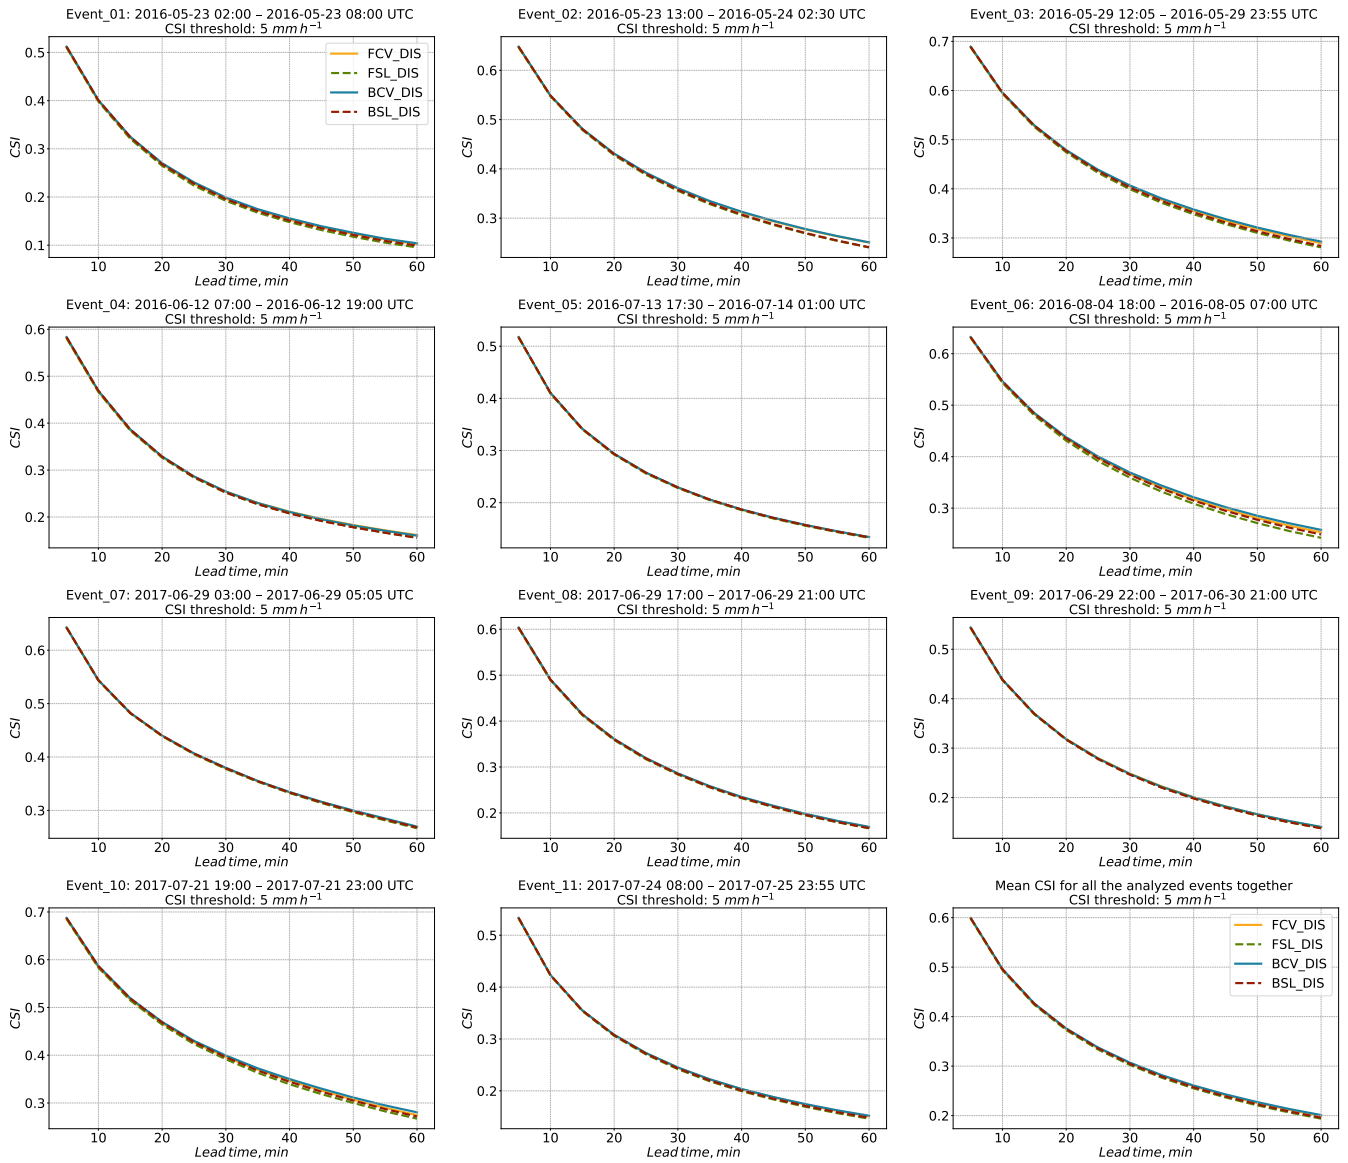 Event_01: 2016-05-23 02:00 – 2016-05-23 08:00 UTC
CSI threshold: 5 mm h⁻¹
0.5
0.4
0.3
0.2
0.1
CSI
FCV_DIS
FSL_DIS
BCV_DIS
BSL_DIS
10 20 30 40 50 60
Lead time, min
Event_02: 2016-05-23 13:00 – 2016-05-24 02:30 UTC
CSI threshold: 5 mm h⁻¹
0.6
0.5
0.4
0.3
CSI
10 20 30 40 50 60
Lead time, min
Event_03: 2016-05-29 12:05 – 2016-05-29 23:55 UTC
CSI threshold: 5 mm h⁻¹
0.7
0.6
0.5
0.4
0.3
CSI
10 20 30 40 50 60
Lead time, min
Event_04: 2016-06-12 07:00 – 2016-06-12 19:00 UTC
CSI threshold: 5 mm h⁻¹
0.6
0.5
0.4
0.3
0.2
CSI
10 20 30 40 50 60
Lead time, min
Event_05: 2016-07-13 17:30 – 2016-07-14 01:00 UTC
CSI threshold: 5 mm h⁻¹
0.5
0.4
0.3
0.2
CSI
10 20 30 40 50 60
Lead time, min
Event_06: 2016-08-04 18:00 – 2016-08-05 07:00 UTC
CSI threshold: 5 mm h⁻¹
0.6
0.5
0.4
0.3
CSI
10 20 30 40 50 60
Lead time, min
Event_07: 2017-06-29 03:00 – 2017-06-29 05:05 UTC
CSI threshold: 5 mm h⁻¹
0.6
0.5
0.4
0.3
CSI
10 20 30 40 50 60
Lead time, min
Event_08: 2017-06-29 17:00 – 2017-06-29 21:00 UTC
CSI threshold: 5 mm h⁻¹
0.6
0.5
0.4
0.3
0.2
CSI
10 20 30 40 50 60
Lead time, min
Event_09: 2017-06-29 22:00 – 2017-06-30 21:00 UTC
CSI threshold: 5 mm h⁻¹
0.5
0.4
0.3
0.2
CSI
10 20 30 40 50 60
Lead time, min
Event_10: 2017-07-21 19:00 – 2017-07-21 23:00 UTC
CSI threshold: 5 mm h⁻¹
0.7
0.6
0.5
0.4
0.3
CSI
10 20 30 40 50 60
Lead time, min
Event_11: 2017-07-24 08:00 – 2017-07-25 23:55 UTC
CSI threshold: 5 mm h⁻¹
0.5
0.4
0.3
0.2
CSI
10 20 30 40 50 60
Lead time, min
Mean CSI for all the analyzed events together
CSI threshold: 5 mm h⁻¹
0.6
0.5
0.4
0.3
0.2
CSI
FCV_DIS
FSL_DIS
BCV_DIS
BSL_DIS
10 20 30 40 50 60
Lead time, min